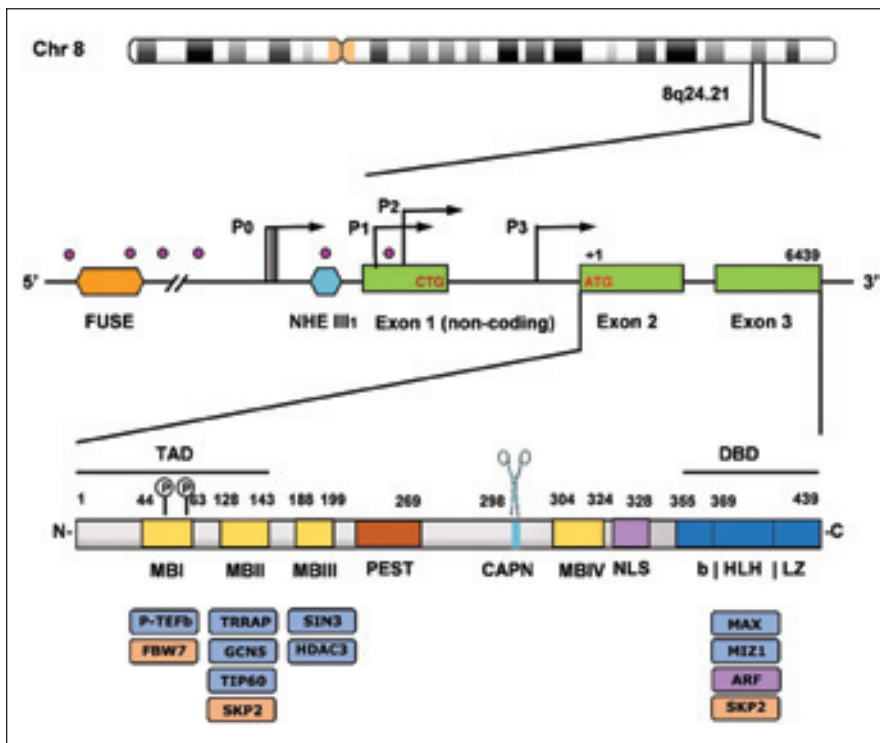 Chr 8
8q24.21
P0
P1
P2
P3
+1
6439
5'
CTG
ATG
3'
FUSE
NHE III1
Exon 1 (non-coding)
Exon 2
Exon 3
TAD
DBD
P P
1 44 63 128 143 188 199 269 298 304 324 328 355 369 439
N-
-C
MBI MBII MBIII PEST CAPN MBIV NLS b | HLH | LZ
P-TEFb TRRAP SIN3 MAX
FBW7 GCN5 HDAC3 MIZ1
TIP60 ARF
SKP2 SKP2